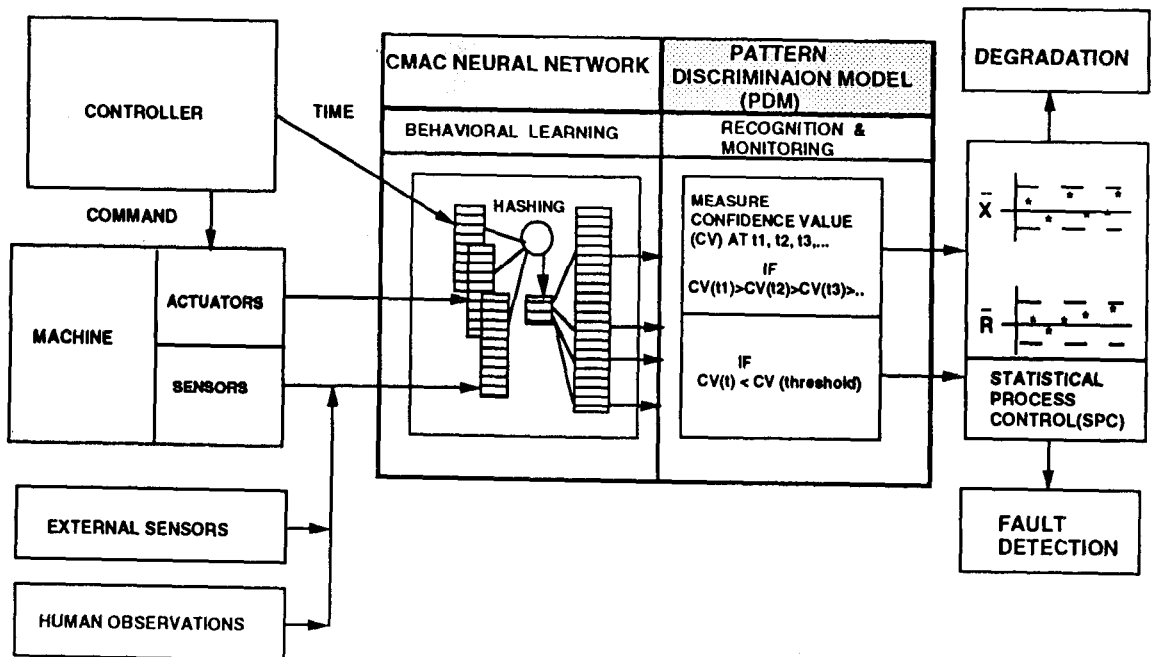 CONTROLLER
TIME
COMMAND
MACHINE
ACTUATORS
SENSORS
EXTERNAL SENSORS
HUMAN OBSERVATIONS
CMAC NEURAL NETWORK
BEHAVIORAL LEARNING
HASHING
PATTERN
DISCRIMINAION MODEL
(PDM)
RECOGNITION &
MONITORING
MEASURE
CONFIDENCE VALUE
(CV) AT t1, t2, t3,...
IF
CV(t1)>CV(t2)>CV(t3)>..
IF
CV(t) < CV (threshold)
DEGRADATION
X̄
R̄
STATISTICAL
PROCESS
CONTROL(SPC)
FAULT
DETECTION